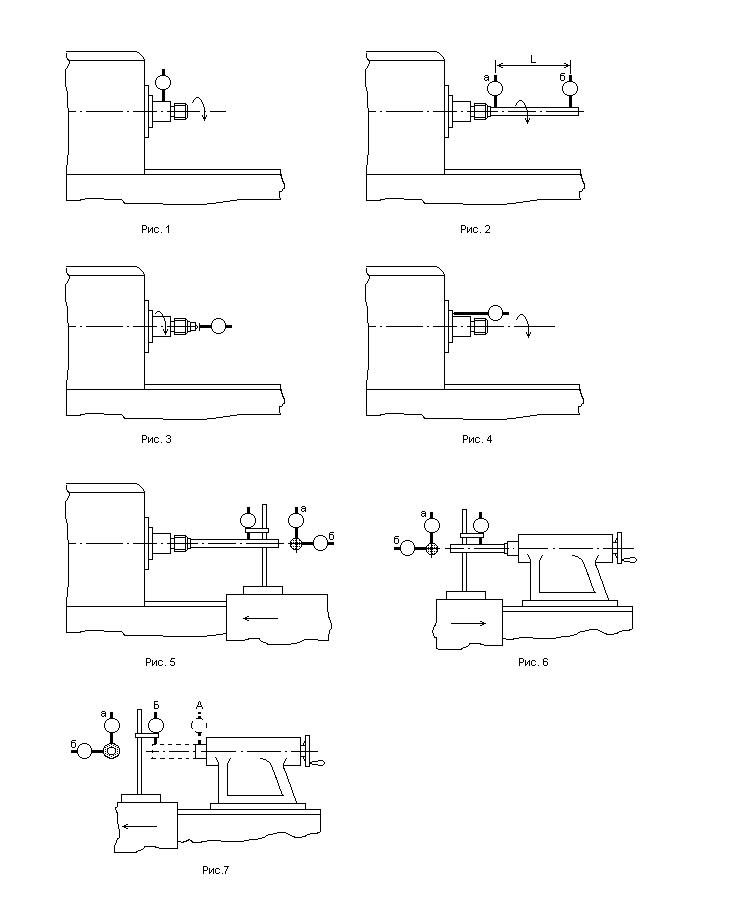 L
а
б
Рис. 1
Рис. 2
Рис. 3
Рис. 4
а
б
а
б
Рис. 5
Рис. 6
а
Б
А
б
Рис.7